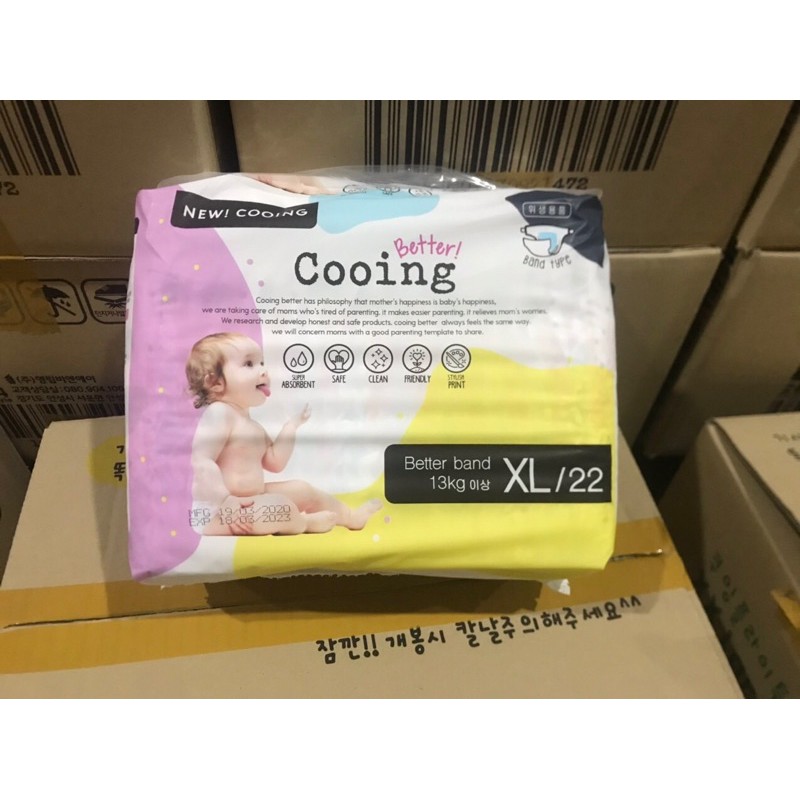 472
NEW! COOING
Better!
Cooing
위생용품
Band TYPE
Cooing better has philosophy that mother's happiness is baby's happiness,
we are taking care of moms who's tired of parenting, it makes easier parenting, it relieves mom's worries.
We research and develop honest and safe products, cooing better always feels the same way.
we will concern moms with a good parenting template to share.
SUPER ABSORBENT
SAFE
CLEAN
FRIENDLY
STYLISH PRINT
Better band
13kg 이상
XL/22
MFG 19/03/2020
EXP 18/03/2023
잠깐!! 개봉시 칼날주의해주세요^^